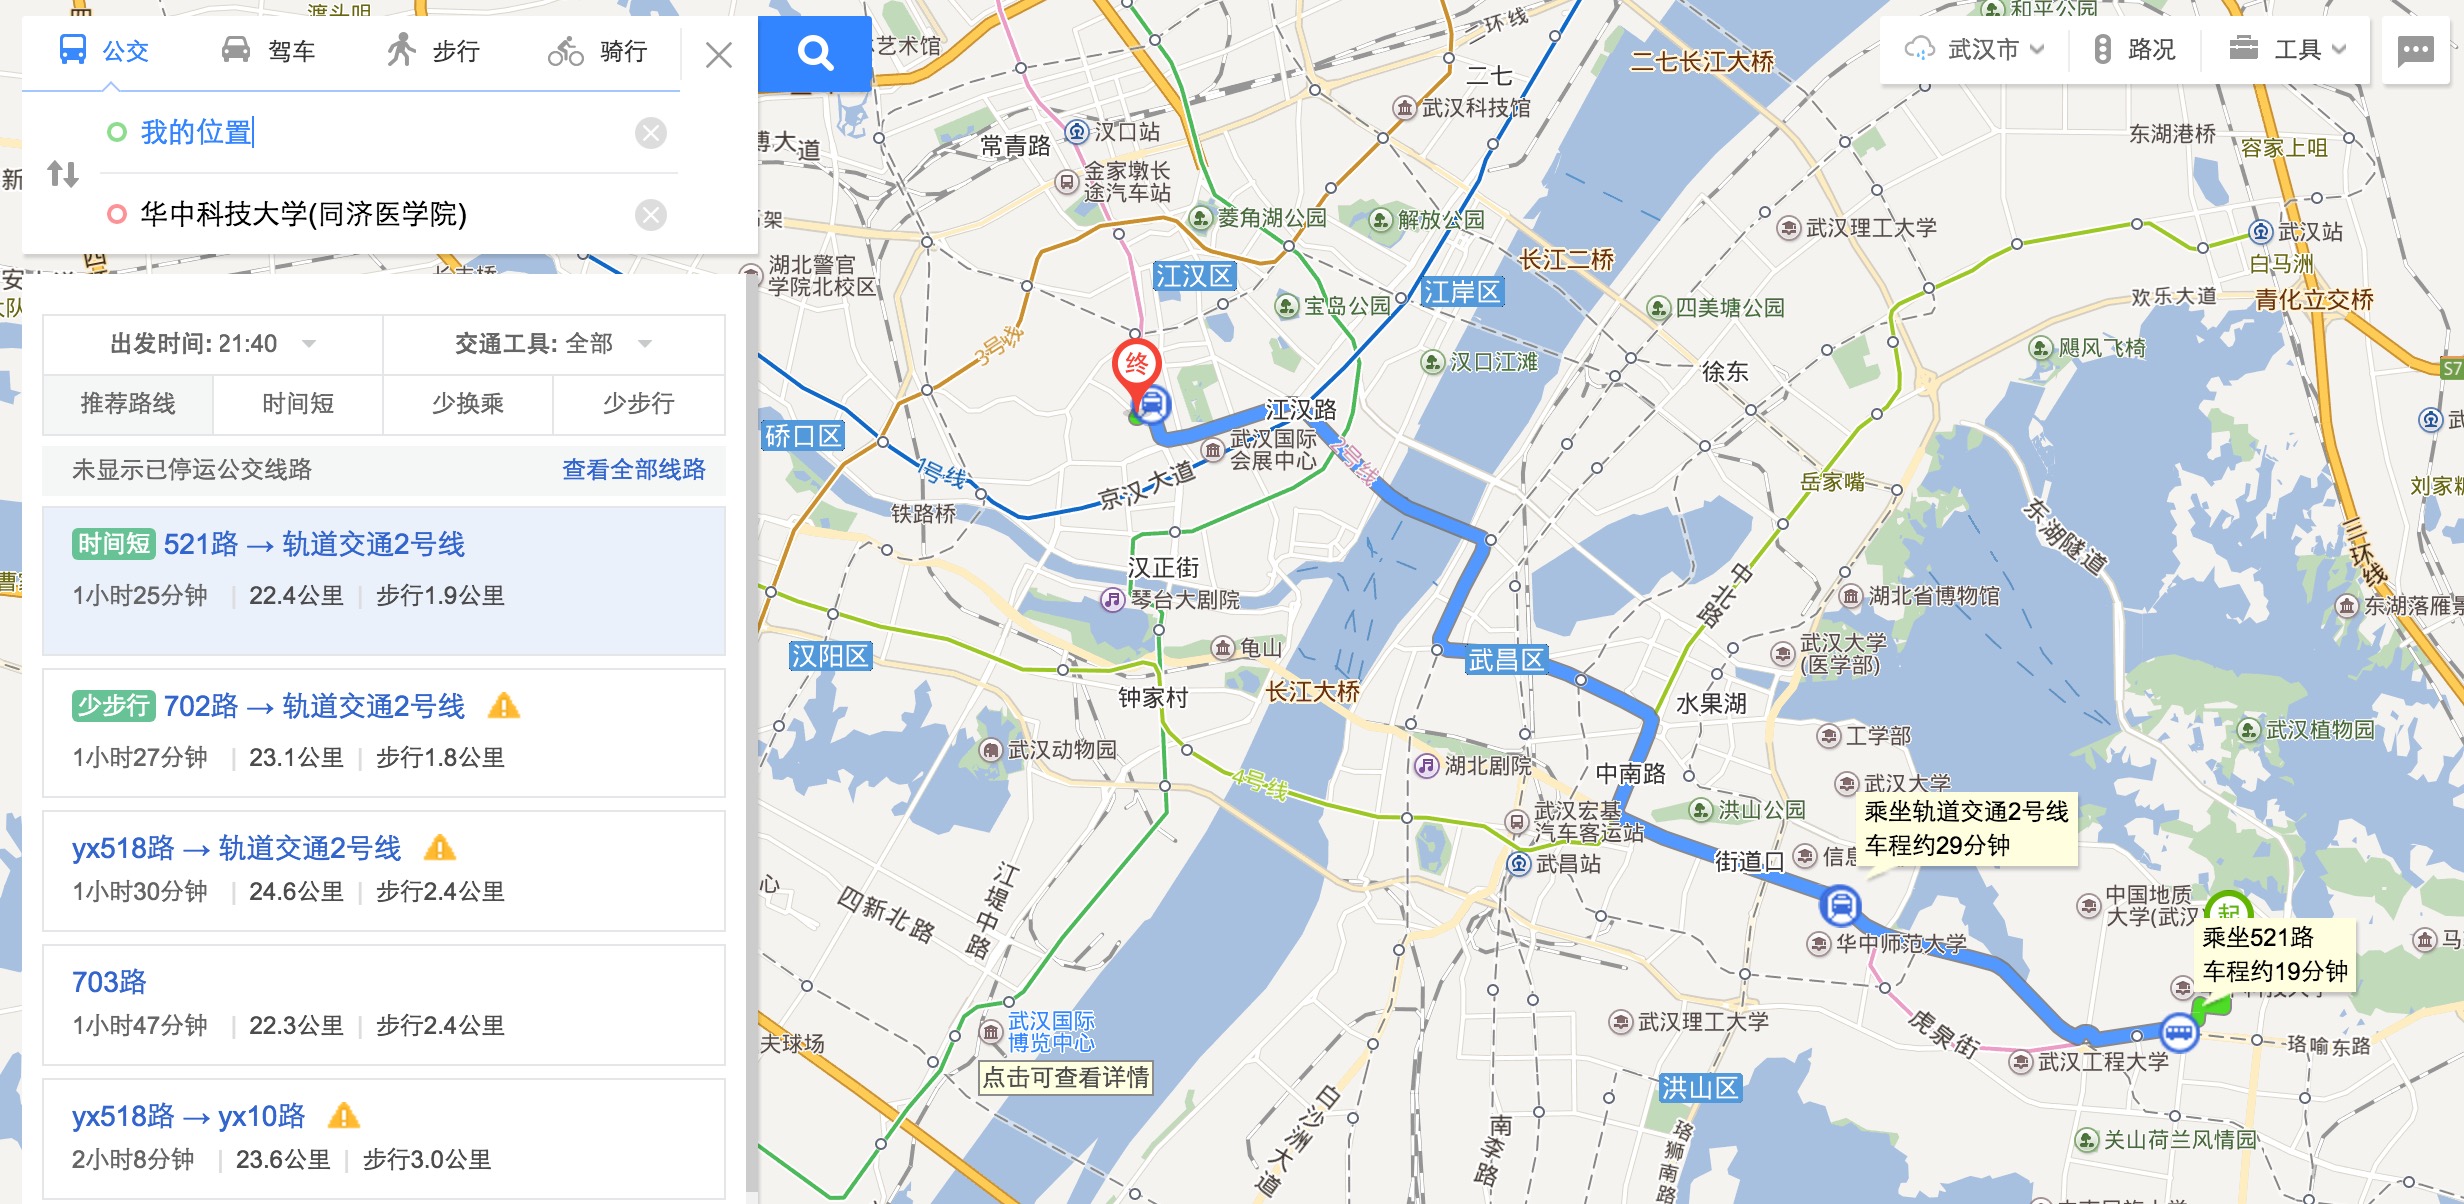 公交
驾车
步行
骑行
我的位置
华中科技大学(同济医学院)
出发时间: 21:40
交通工具: 全部
推荐路线
时间短
少换乘
少步行
未显示已停运公交线路
查看全部线路
时间短 521路 → 轨道交通2号线
1小时25分钟 | 22.4公里 | 步行1.9公里
少步行 702路 → 轨道交通2号线
1小时27分钟 | 23.1公里 | 步行1.8公里
yx518路 → 轨道交通2号线
1小时30分钟 | 24.6公里 | 步行2.4公里
703路
1小时47分钟 | 22.3公里 | 步行2.4公里
yx518路 → yx10路
2小时8分钟 | 23.6公里 | 步行3.0公里
武汉市
路况
工具
渡头咀
艺术馆
二环线
二七
二七长江大桥
和平公园
武汉科技馆
汉口站
常青路
博大道
金家墩长
途汽车站
东湖港桥
容家上咀
菱角湖公园
解放公园
武汉理工大学
武汉站
白马洲
长江二桥
湖北警官
学院北校区
江汉区
江岸区
宝岛公园
四美塘公园
欢乐大道
青化立交桥
3号线
汉口江滩
徐东
飓风飞椅
S7
终
江汉路
硚口区
武汉国际
会展中心
2号线
1号线
京汉大道
铁路桥
岳家嘴
东湖隧道
三环线
汉正街
琴台大剧院
中北路
湖北省博物馆
龟山
汉阳区
武昌区
武汉大学
(医学部)
钟家村
长江大桥
水果湖
武汉动物园
工学部
武汉植物园
湖北剧院
中南路
武汉大学
4号线
武汉宏基
汽车客运站
洪山公园
乘坐轨道交通2号线
车程约29分钟
武昌站
街道口
信息
四新北路
江堤中路
中国地质
大学(武汉
起
乘坐521路
车程约19分钟
华中师范大学
武汉国际
博览中心
夫球场
武汉理工大学
虎泉街
武汉工程大学
珞喻东路
点击可查看详情
洪山区
白沙洲大道
南李路
珞狮南路
关山荷兰风情园